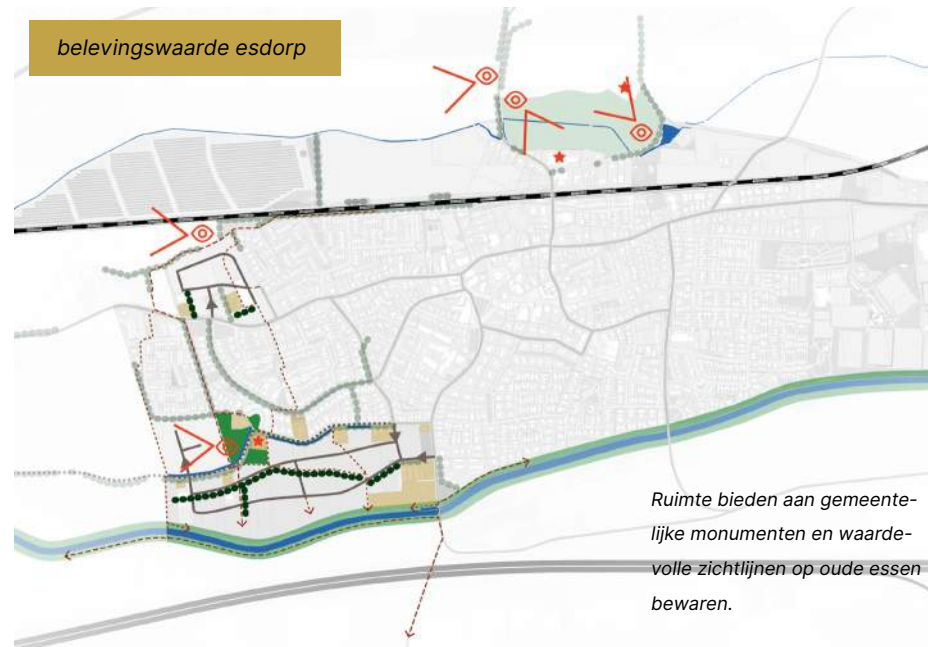 belevingswaarde esdorp
Ruimte bieden aan gemeente-
lijke monumenten en waarde-
volle zichtlijnen op oude essen
bewaren.